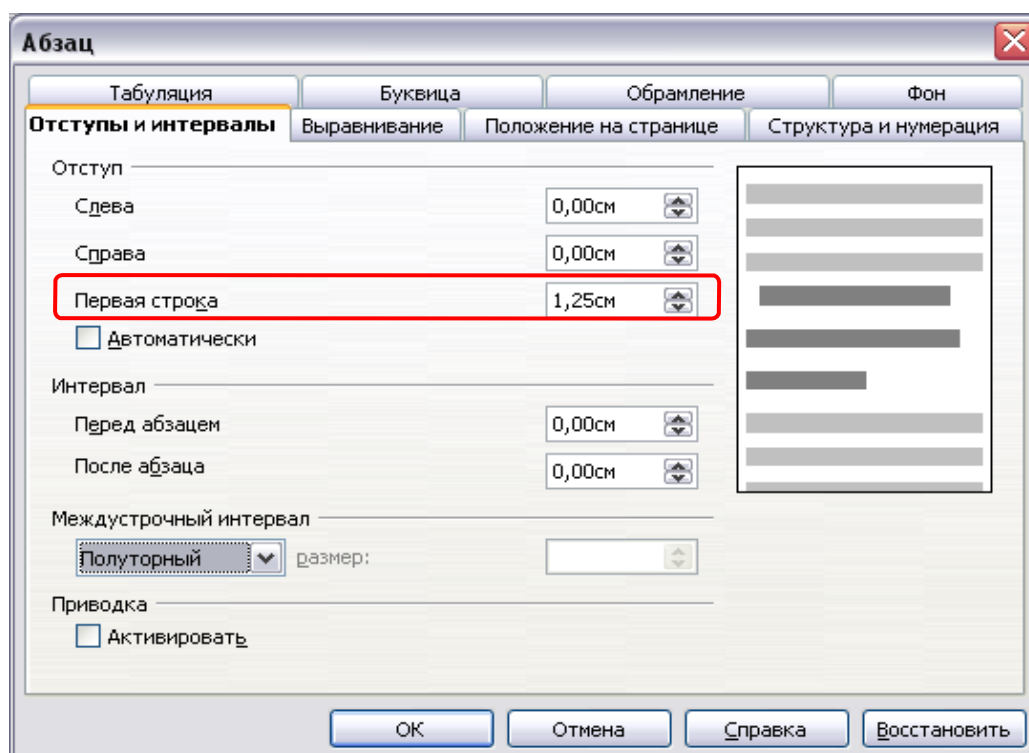 Абзац
Табуляция Буквица Обрамление Фон
Отступы и интервалы Выравнивание Положение на странице Структура и нумерация
Отступ
Слева 0,00см
Справа 0,00см
Первая строка 1,25см
Автоматически
Интервал
Перед абзацем 0,00см
После абзаца 0,00см
Междустрочный интервал
Полуторный размер:
Приводка
Активировать
ОК Отмена Справка Восстановить